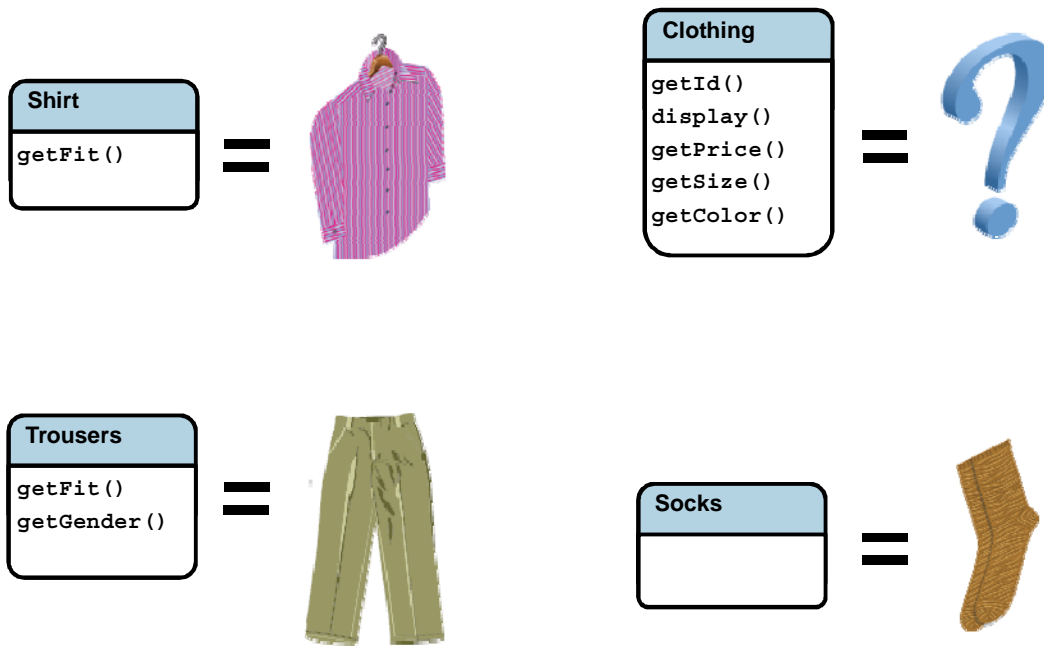 Shirt
getFit()
Clothing
getId()
display()
getPrice()
getSize()
getColor()
Trousers
getFit()
getGender()
Socks